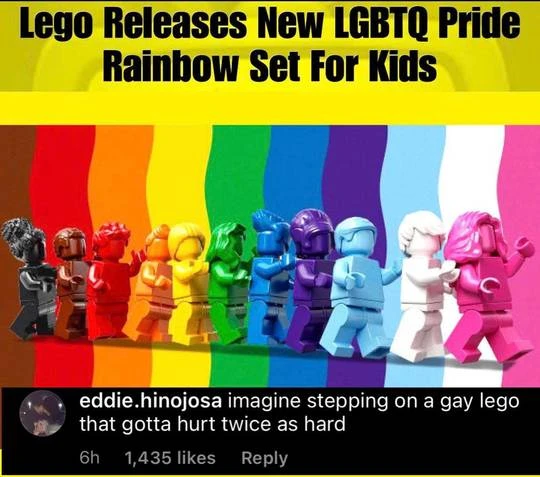 Lego Releases New LGBTQ Pride
Rainbow Set For Kids
eddie.hinojosa imagine stepping on a gay lego
that gotta hurt twice as hard
6h 1,435 likes Reply